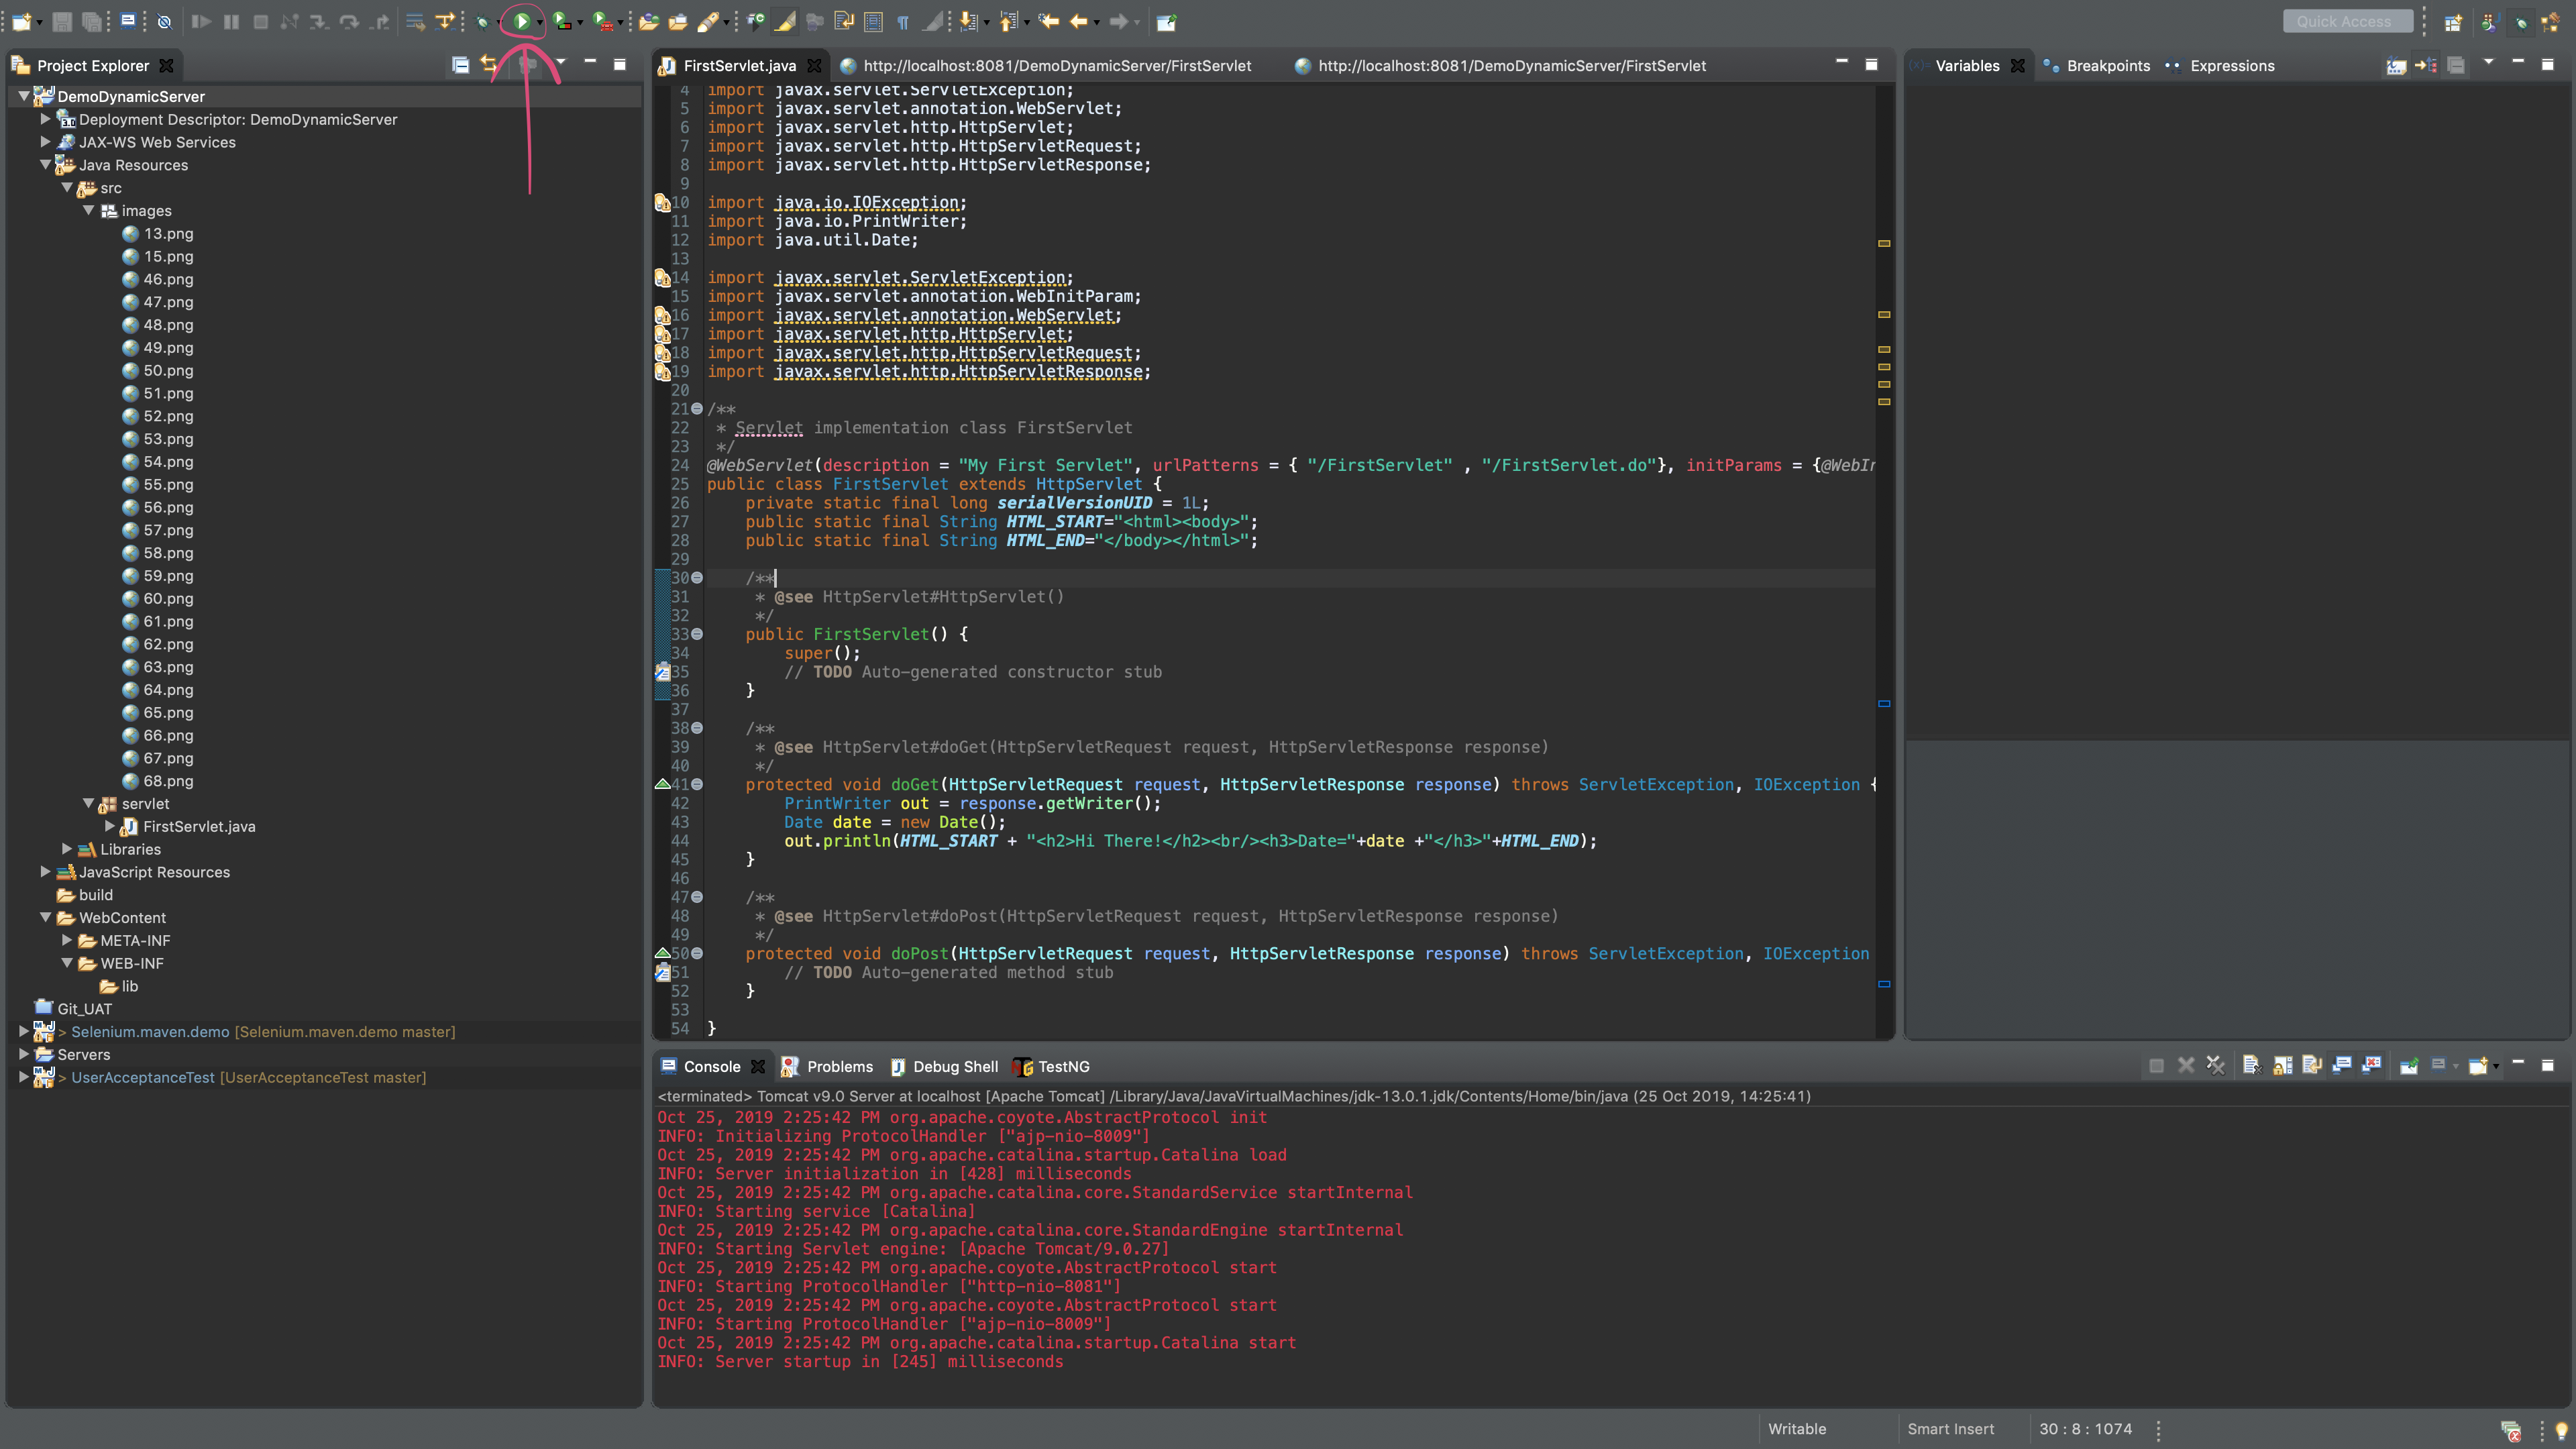 Quick Access
Project Explorer
DemoDynamicServer
Deployment Descriptor: DemoDynamicServer
JAX-WS Web Services
Java Resources
src
images
13.png
15.png
46.png
47.png
48.png
49.png
50.png
51.png
52.png
53.png
54.png
55.png
56.png
57.png
58.png
59.png
60.png
61.png
62.png
63.png
64.png
65.png
66.png
67.png
68.png
servlet
FirstServlet.java
Libraries
JavaScript Resources
build
WebContent
META-INF
WEB-INF
lib
Git_UAT
> Selenium.maven.demo [Selenium.maven.demo master]
Servers
> UserAcceptanceTest [UserAcceptanceTest master]
FirstServlet.java http://localhost:8081/DemoDynamicServer/FirstServlet http://localhost:8081/DemoDynamicServer/FirstServlet
4 import javax.servlet.ServletException;
5 import javax.servlet.annotation.WebServlet;
6 import javax.servlet.http.HttpServlet;
7 import javax.servlet.http.HttpServletRequest;
8 import javax.servlet.http.HttpServletResponse;
9
10 import java.io.IOException;
11 import java.io.PrintWriter;
12 import java.util.Date;
13
14 import javax.servlet.ServletException;
15 import javax.servlet.annotation.WebInitParam;
16 import javax.servlet.annotation.WebServlet;
17 import javax.servlet.http.HttpServlet;
18 import javax.servlet.http.HttpServletRequest;
19 import javax.servlet.http.HttpServletResponse;
20
21 /**
22 * Servlet implementation class FirstServlet
23 */
24 @WebServlet(description = "My First Servlet", urlPatterns = { "/FirstServlet" , "/FirstServlet.do"}, initParams = {@WebIn
25 public class FirstServlet extends HttpServlet {
26 private static final long serialVersionUID = 1L;
27 public static final String HTML_START="<html><body>";
28 public static final String HTML_END="</body></html>";
29
30 /**
31 * @see HttpServlet#HttpServlet()
32 */
33 public FirstServlet() {
34 super();
35 // TODO Auto-generated constructor stub
36 }
37
38 /**
39 * @see HttpServlet#doGet(HttpServletRequest request, HttpServletResponse response)
40 */
41 protected void doGet(HttpServletRequest request, HttpServletResponse response) throws ServletException, IOException {
42 PrintWriter out = response.getWriter();
43 Date date = new Date();
44 out.println(HTML_START + "<h2>Hi There!</h2><br/><h3>Date="+date +"</h3>"+HTML_END);
45 }
46
47 /**
48 * @see HttpServlet#doPost(HttpServletRequest request, HttpServletResponse response)
49 */
50 protected void doPost(HttpServletRequest request, HttpServletResponse response) throws ServletException, IOException
51 // TODO Auto-generated method stub
52 }
53
54 }
Variables Breakpoints Expressions
Console Problems Debug Shell TestNG
<terminated> Tomcat v9.0 Server at localhost [Apache Tomcat] /Library/Java/JavaVirtualMachines/jdk-13.0.1.jdk/Contents/Home/bin/java (25 Oct 2019, 14:25:41)
Oct 25, 2019 2:25:42 PM org.apache.coyote.AbstractProtocol init
INFO: Initializing ProtocolHandler ["ajp-nio-8009"]
Oct 25, 2019 2:25:42 PM org.apache.catalina.startup.Catalina load
INFO: Server initialization in [428] milliseconds
Oct 25, 2019 2:25:42 PM org.apache.catalina.core.StandardService startInternal
INFO: Starting service [Catalina]
Oct 25, 2019 2:25:42 PM org.apache.catalina.core.StandardEngine startInternal
INFO: Starting Servlet engine: [Apache Tomcat/9.0.27]
Oct 25, 2019 2:25:42 PM org.apache.coyote.AbstractProtocol start
INFO: Starting ProtocolHandler ["http-nio-8081"]
Oct 25, 2019 2:25:42 PM org.apache.coyote.AbstractProtocol start
INFO: Starting ProtocolHandler ["ajp-nio-8009"]
Oct 25, 2019 2:25:42 PM org.apache.catalina.startup.Catalina start
INFO: Server startup in [245] milliseconds
Writable Smart Insert 30 : 8 : 1074